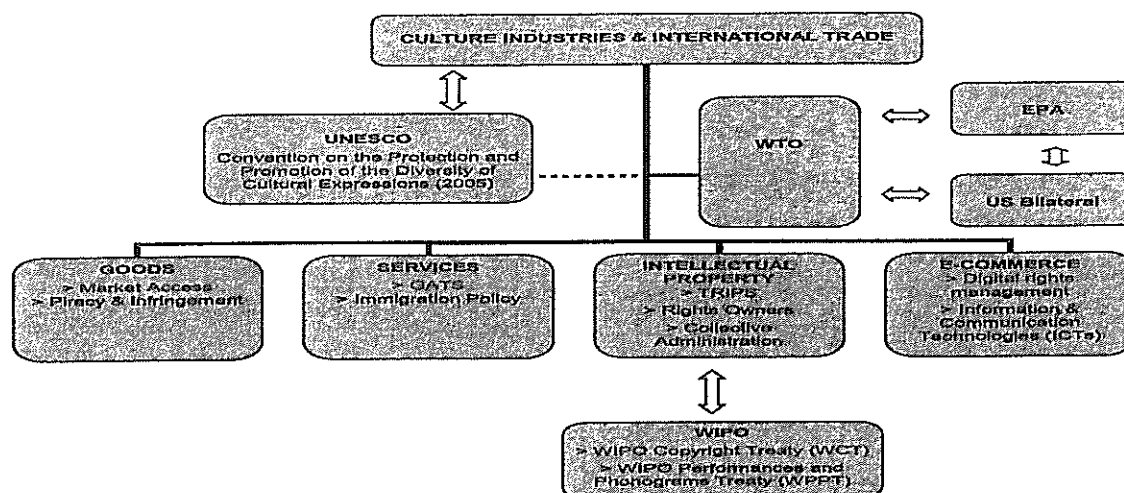 CULTURE INDUSTRIES & INTERNATIONAL TRADE
UNESCO
Convention on the Protection and
Promotion of the Diversity of
Cultural Expressions (2005)
WTO
EPA
US Bilateral
GOODS
> Market Access
> Piracy & Infringement
SERVICES
> GATS
> Immigration Policy
INTELLECTUAL
PROPERTY
> TRIPS
> Rights Owners
> Collective
Administration
E-COMMERCE
> Digital rights
management
> Information &
Communication
Technologies (ICTs)
WIPO
> WIPO Copyright Treaty (WCT)
> WIPO Performances and
Phonograms Treaty (WPPT)